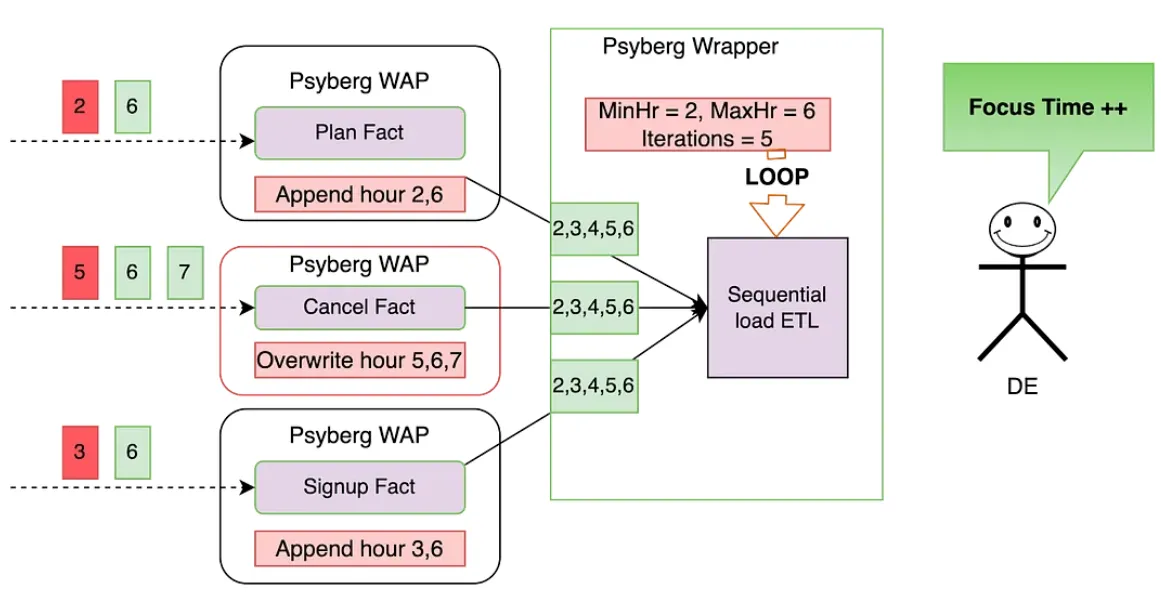 Psyberg WAP
2 6
Plan Fact
Append hour 2,6
Psyberg WAP
5 6 7
Cancel Fact
Overwrite hour 5,6,7
Psyberg WAP
3 6
Signup Fact
Append hour 3,6
Psyberg Wrapper
MinHr = 2, MaxHr = 6
Iterations = 5
LOOP
2,3,4,5,6
2,3,4,5,6
2,3,4,5,6
Sequential
load ETL
Focus Time ++
DE